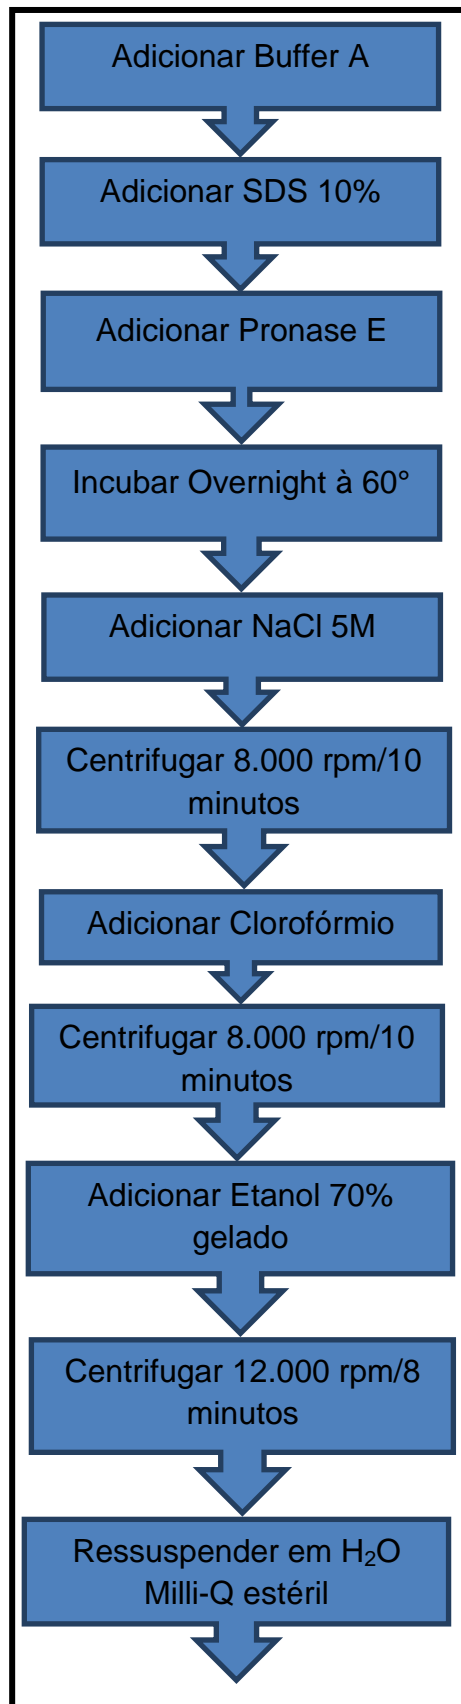 Adicionar Buffer A
Adicionar SDS 10%
Adicionar Pronase E
Incubar Overnight à 60°
Adicionar NaCl 5M
Centrifugar 8.000 rpm/10
minutos
Adicionar Clorofórmio
Centrifugar 8.000 rpm/10
minutos
Adicionar Etanol 70%
gelado
Centrifugar 12.000 rpm/8
minutos
Ressuspender em H₂O
Milli-Q estéril